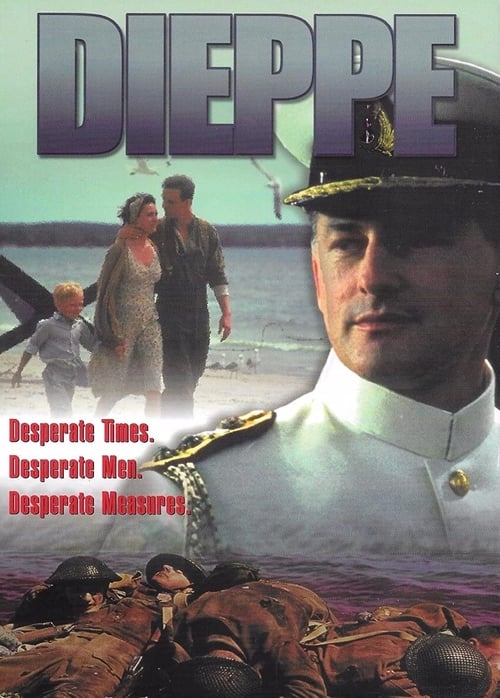 DIEPPE
Desperate Times.
Desperate Men.
Desperate Measures.